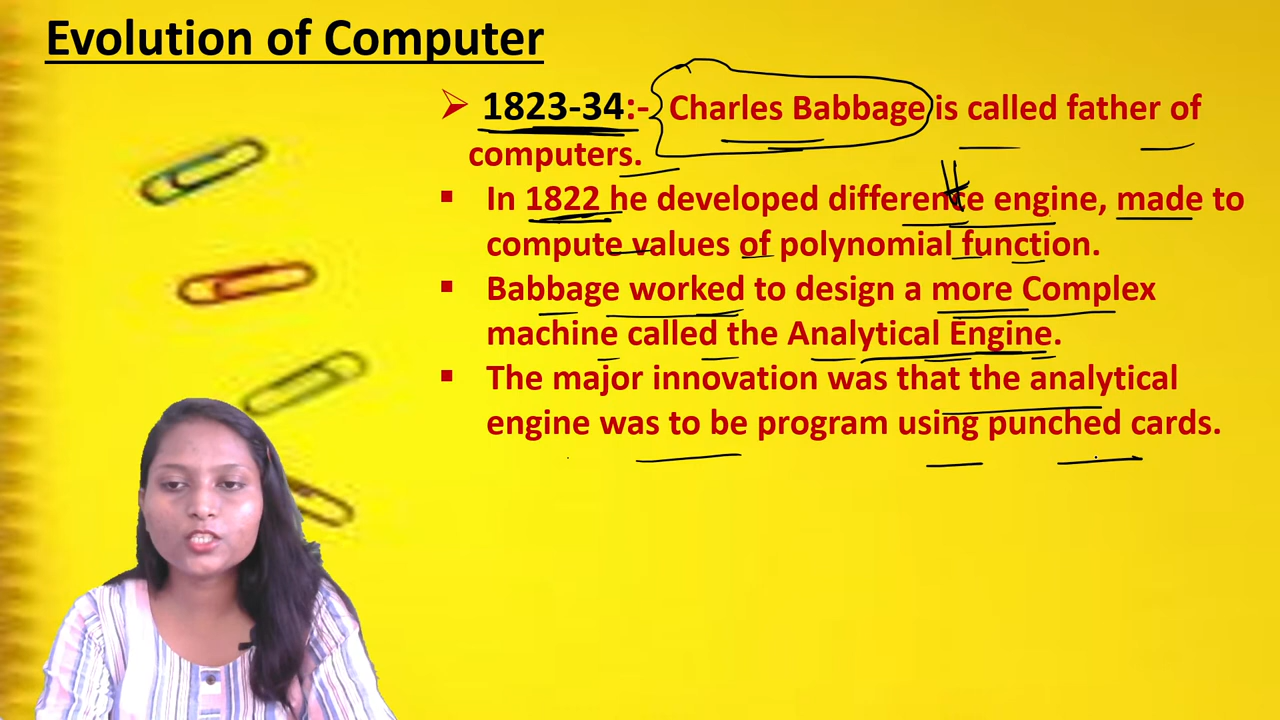 Evolution of Computer
➢ 1823-34:- Charles Babbage is called father of
computers.
▪ In 1822 he developed difference engine, made to
compute values of polynomial function.
▪ Babbage worked to design a more Complex
machine called the Analytical Engine.
▪ The major innovation was that the analytical
engine was to be program using punched cards.